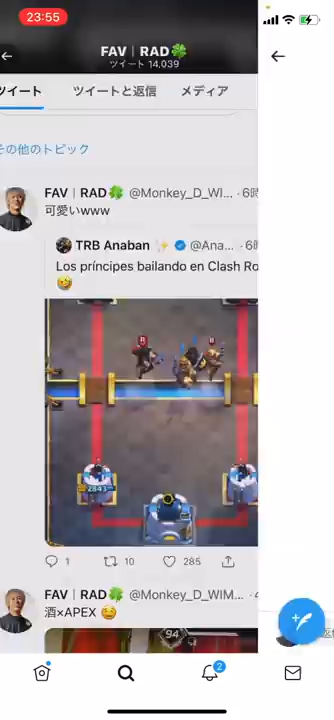 23:55
FAV | RAD🍀
ツイート 14,039
ツイート
ツイートと返信
メディア
その他のトピック
FAV | RAD🍀 @Monkey_D_WI... · 6時
可愛いwww
TRB Anaban ✨ @Ana... · 6時
Los príncipes bailando en Clash Ro
🤣
B
B
2843
1
10
285
FAV | RAD🍀 @Monkey_D_WIM... ·
酒×APEX 😆
94
2